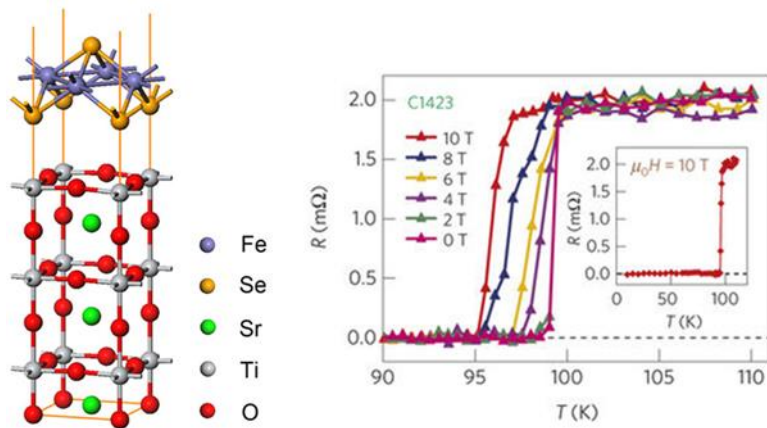 Fe
Se
Sr
Ti
O
C1423
10 T
8 T
6 T
4 T
2 T
0 T
R (mΩ)
2.0
1.5
1.0
0.5
0.0
90 95 100 105 110
T (K)
μ₀H = 10 T
R (mΩ)
2.0
1.5
1.0
0.5
0.0
0 50 100
T (K)